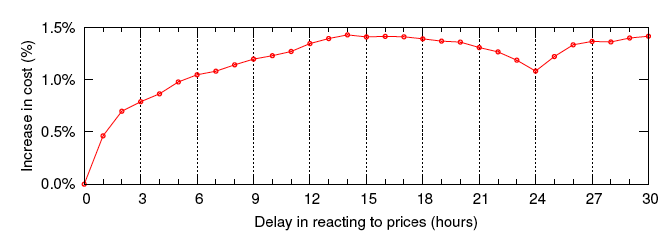 Increase in cost (%)
1.5%
1.0%
0.5%
0.0%
0 3 6 9 12 15 18 21 24 27 30
Delay in reacting to prices (hours)